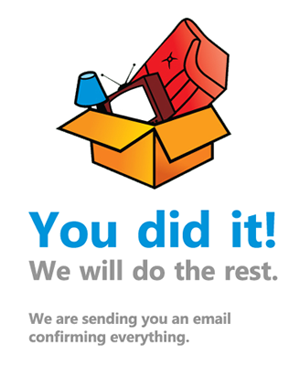 You did it!
We will do the rest.
We are sending you an email
confirming everything.